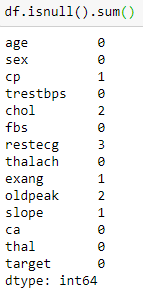 df.isnull().sum()
age 0
sex 0
cp 1
trestbps 0
chol 2
fbs 0
restecg 3
thalach 0
exang 1
oldpeak 2
slope 1
ca 0
thal 0
target 0
dtype: int64